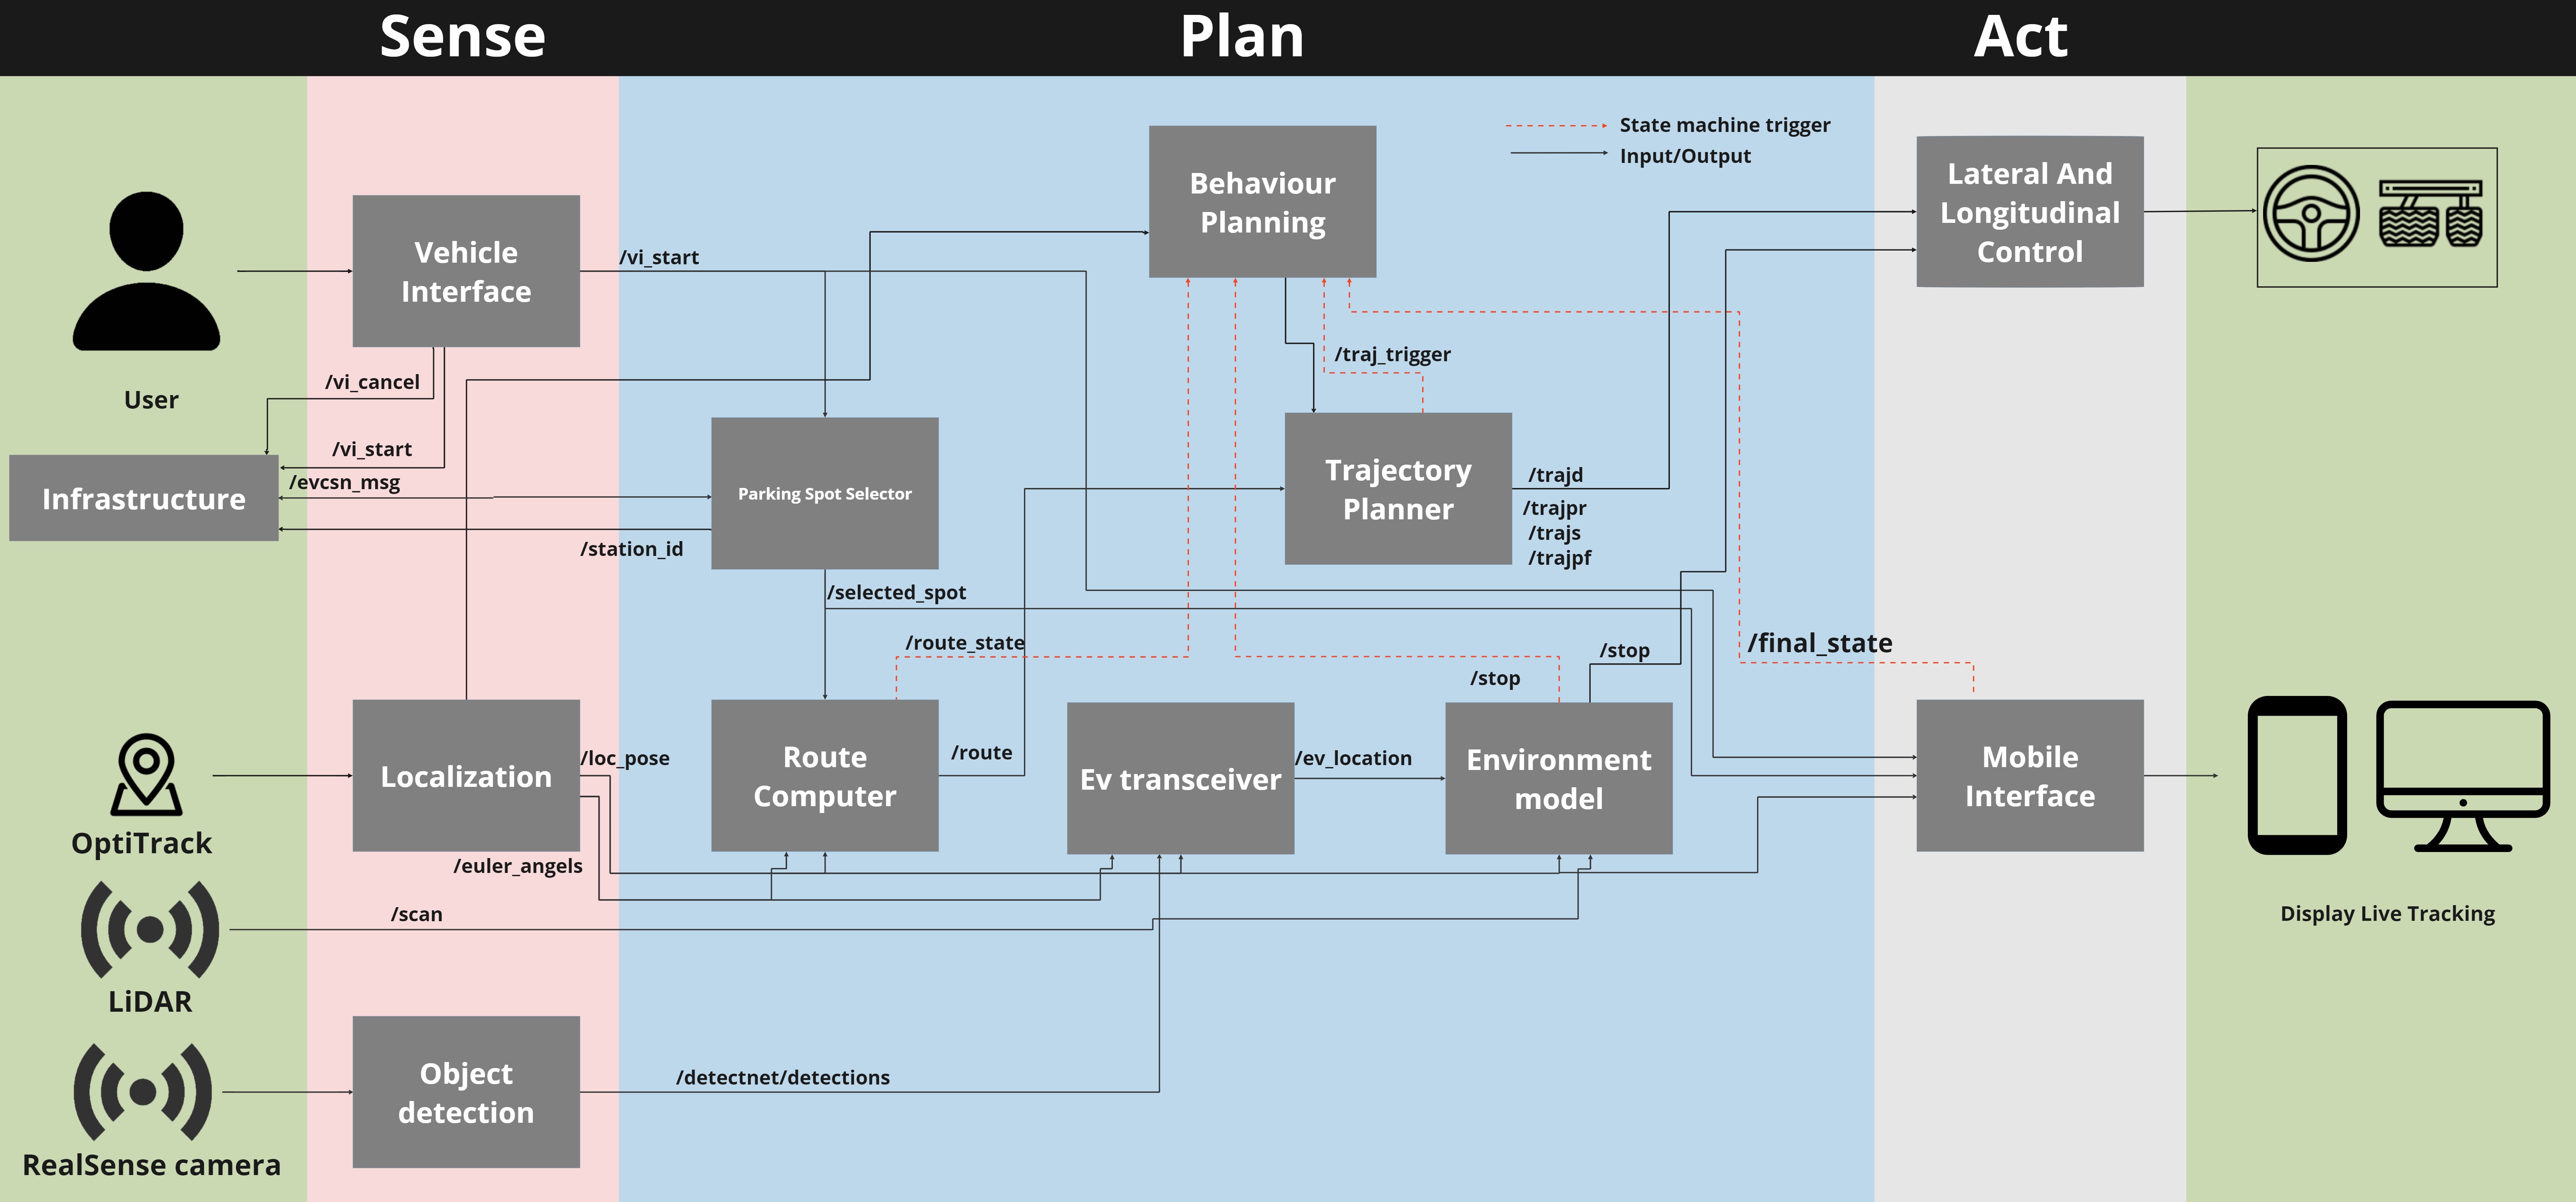 Sense
Plan
Act
State machine trigger
Input/Output
Behaviour
Planning
Lateral And
Longitudinal
Control
Vehicle
Interface
/vi_start
User
/vi_cancel
/vi_start
/evcsn_msg
Infrastructure
/station_id
Parking Spot Selector
/selected_spot
/traj_trigger
Trajectory
Planner
/trajd
/trajpr
/trajs
/trajpf
/route_state
/stop
/stop
/final_state
OptiTrack
Localization
/loc_pose
/euler_angels
Route
Computer
/route
Ev transceiver
/ev_location
Environment
model
Mobile
Interface
Display Live Tracking
/scan
LiDAR
Object
detection
/detectnet/detections
RealSense camera